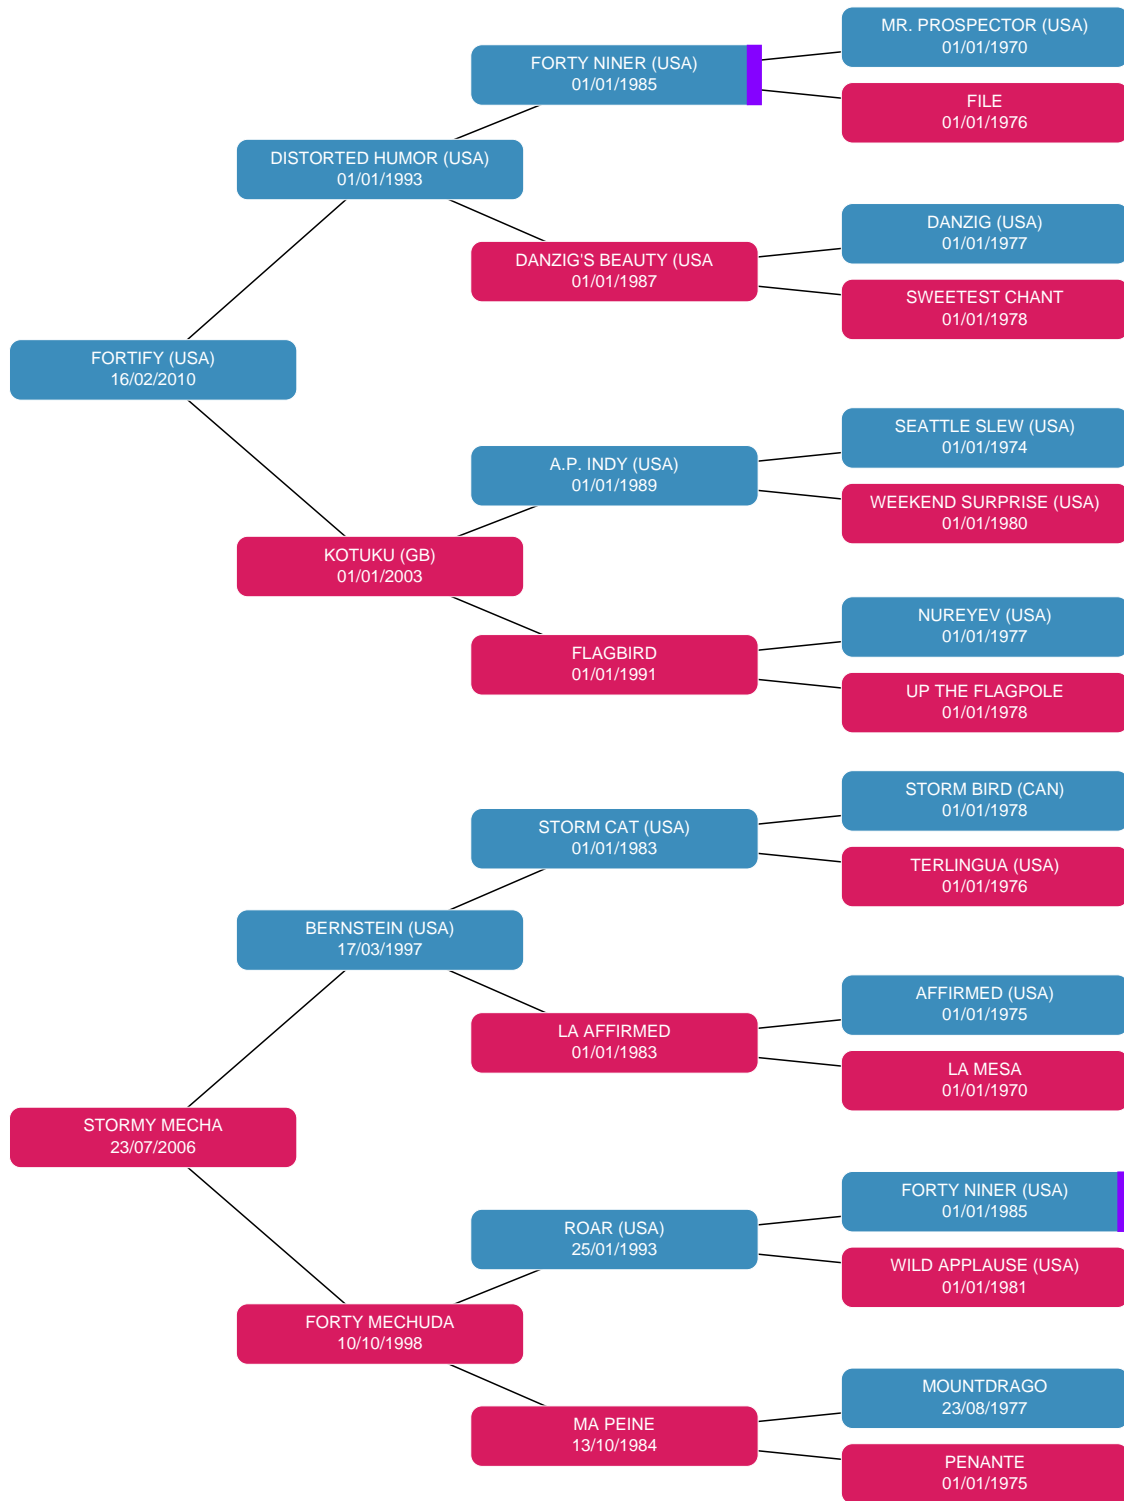 MR. PROSPECTOR (USA)
01/01/1970
FORTY NINER (USA)
01/01/1985
FILE
01/01/1976
DISTORTED HUMOR (USA)
01/01/1993
DANZIG (USA)
01/01/1977
DANZIG'S BEAUTY (USA
01/01/1987
SWEETEST CHANT
01/01/1978
FORTIFY (USA)
16/02/2010
SEATTLE SLEW (USA)
01/01/1974
A.P. INDY (USA)
01/01/1989
WEEKEND SURPRISE (USA)
01/01/1980
KOTUKU (GB)
01/01/2003
NUREYEV (USA)
01/01/1977
FLAGBIRD
01/01/1991
UP THE FLAGPOLE
01/01/1978
STORM BIRD (CAN)
01/01/1978
STORM CAT (USA)
01/01/1983
TERLINGUA (USA)
01/01/1976
BERNSTEIN (USA)
17/03/1997
AFFIRMED (USA)
01/01/1975
LA AFFIRMED
01/01/1983
LA MESA
01/01/1970
STORMY MECHA
23/07/2006
FORTY NINER (USA)
01/01/1985
ROAR (USA)
25/01/1993
WILD APPLAUSE (USA)
01/01/1981
FORTY MECHUDA
10/10/1998
MOUNTDRAGO
23/08/1977
MA PEINE
13/10/1984
PENANTE
01/01/1975